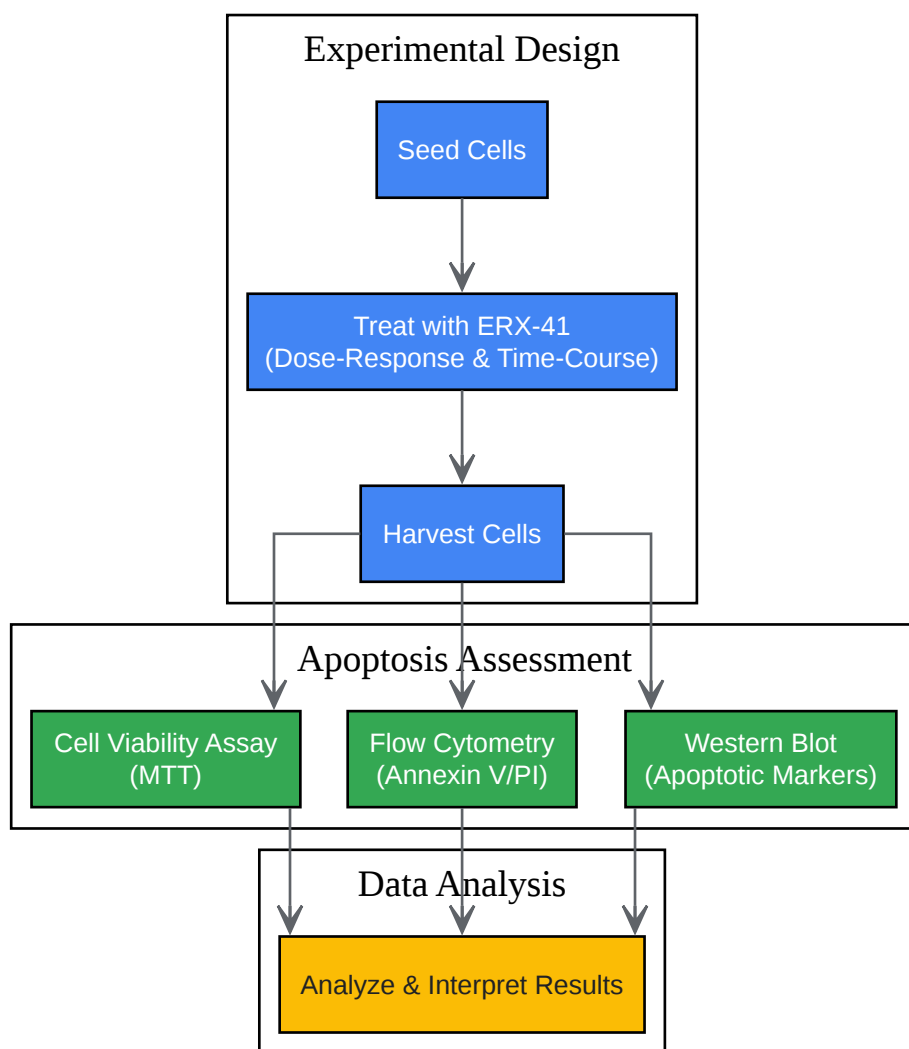 Experimental Design
Seed Cells
Treat with ERX-41
(Dose-Response & Time-Course)
Harvest Cells
Apoptosis Assessment
Cell Viability Assay
(MTT)
Flow Cytometry
(Annexin V/PI)
Western Blot
(Apoptotic Markers)
Data Analysis
Analyze & Interpret Results